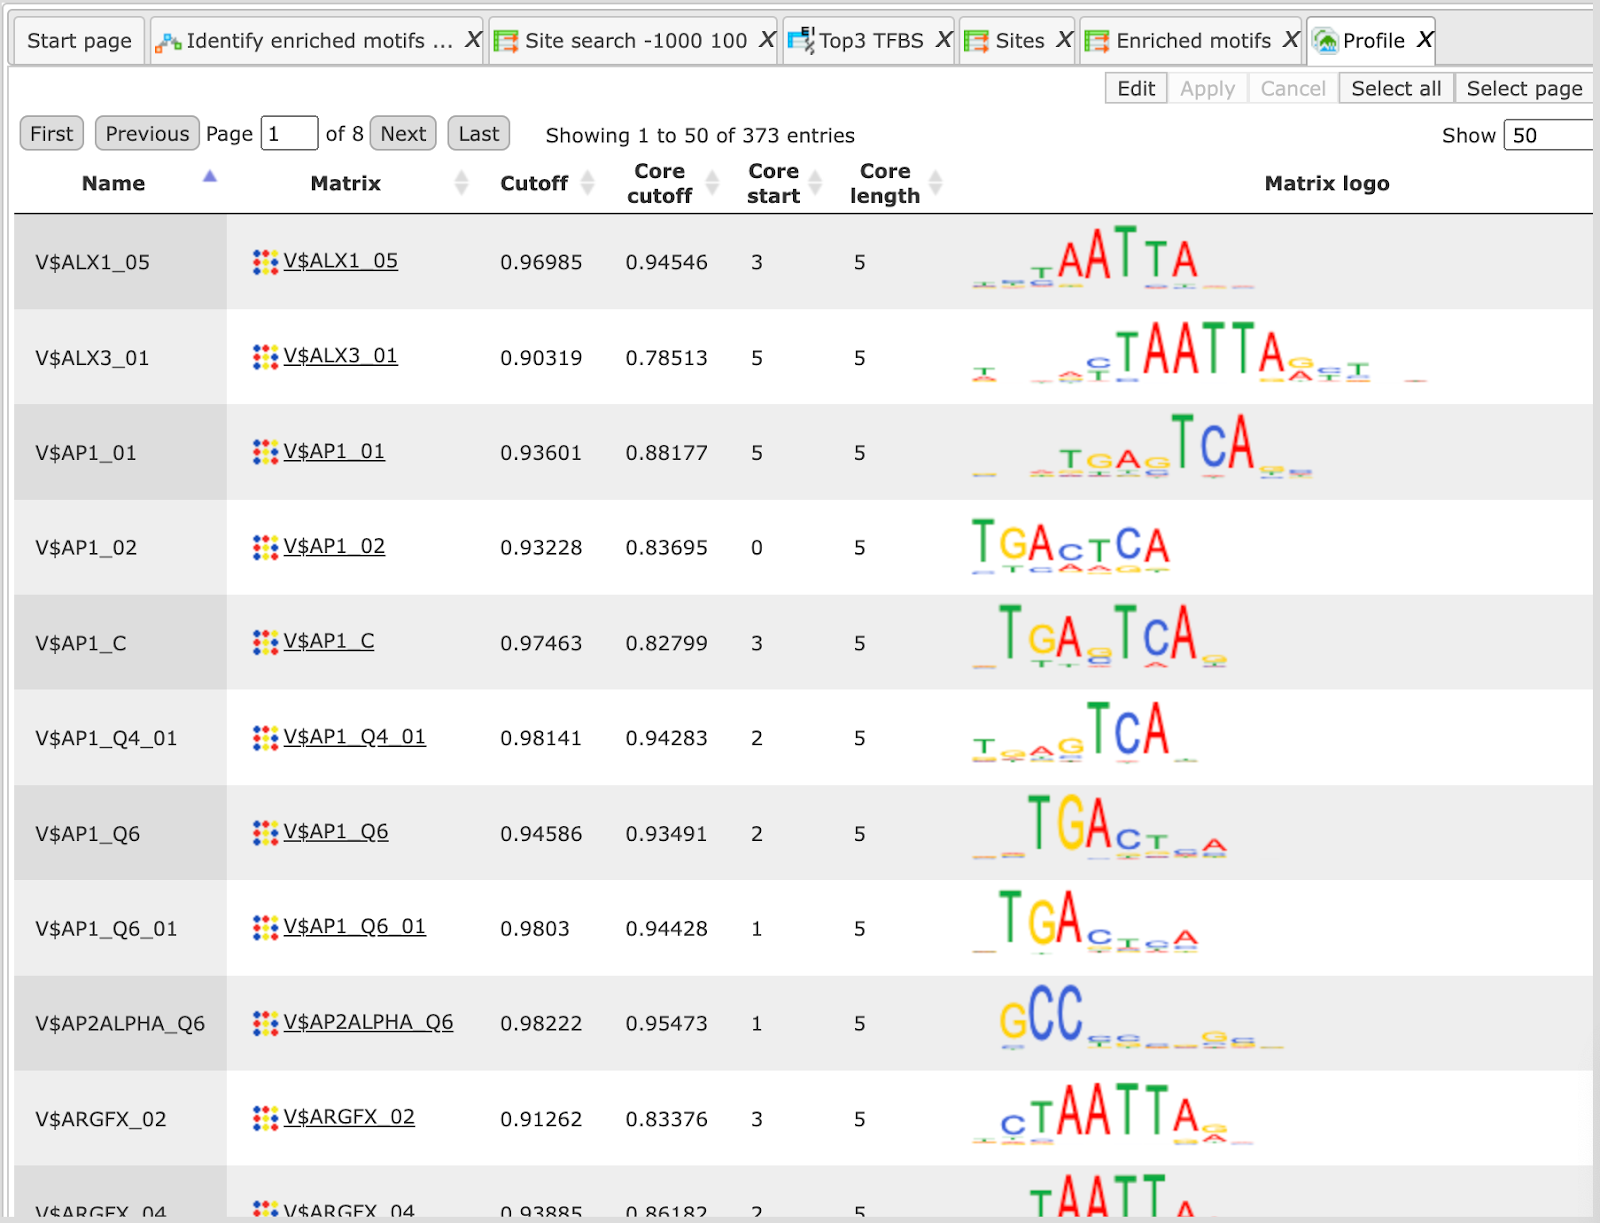 Start page Identify enriched motifs ... X Site search -1000 100 X Top3 TFBS X Sites X Enriched motifs X Profile X
Edit Apply Cancel Select all Select page
First Previous Page 1 of 8 Next Last Showing 1 to 50 of 373 entries Show 50
Name Matrix Cutoff Core cutoff Core start Core length Matrix logo
V$ALX1_05 V$ALX1_05 0.96985 0.94546 3 5 TAATTA
V$ALX3_01 V$ALX3_01 0.90319 0.78513 5 5 CTAATTA
V$AP1_01 V$AP1_01 0.93601 0.88177 5 5 TGAGTCA
V$AP1_02 V$AP1_02 0.93228 0.83695 0 5 TGACTCA
V$AP1_C V$AP1_C 0.97463 0.82799 3 5 TGAGTCA
V$AP1_Q4_01 V$AP1_Q4_01 0.98141 0.94283 2 5 TGAGTCA
V$AP1_Q6 V$AP1_Q6 0.94586 0.93491 2 5 TGACTCA
V$AP1_Q6_01 V$AP1_Q6_01 0.9803 0.94428 1 5 TGACTCA
V$AP2ALPHA_Q6 V$AP2ALPHA_Q6 0.98222 0.95473 1 5 GCC
V$ARGFX_02 V$ARGFX_02 0.91262 0.83376 3 5 CTAATTA
V$ARGFX_04 V$ARGFX_04 0.93885 0.86182 2 5 TAATTA